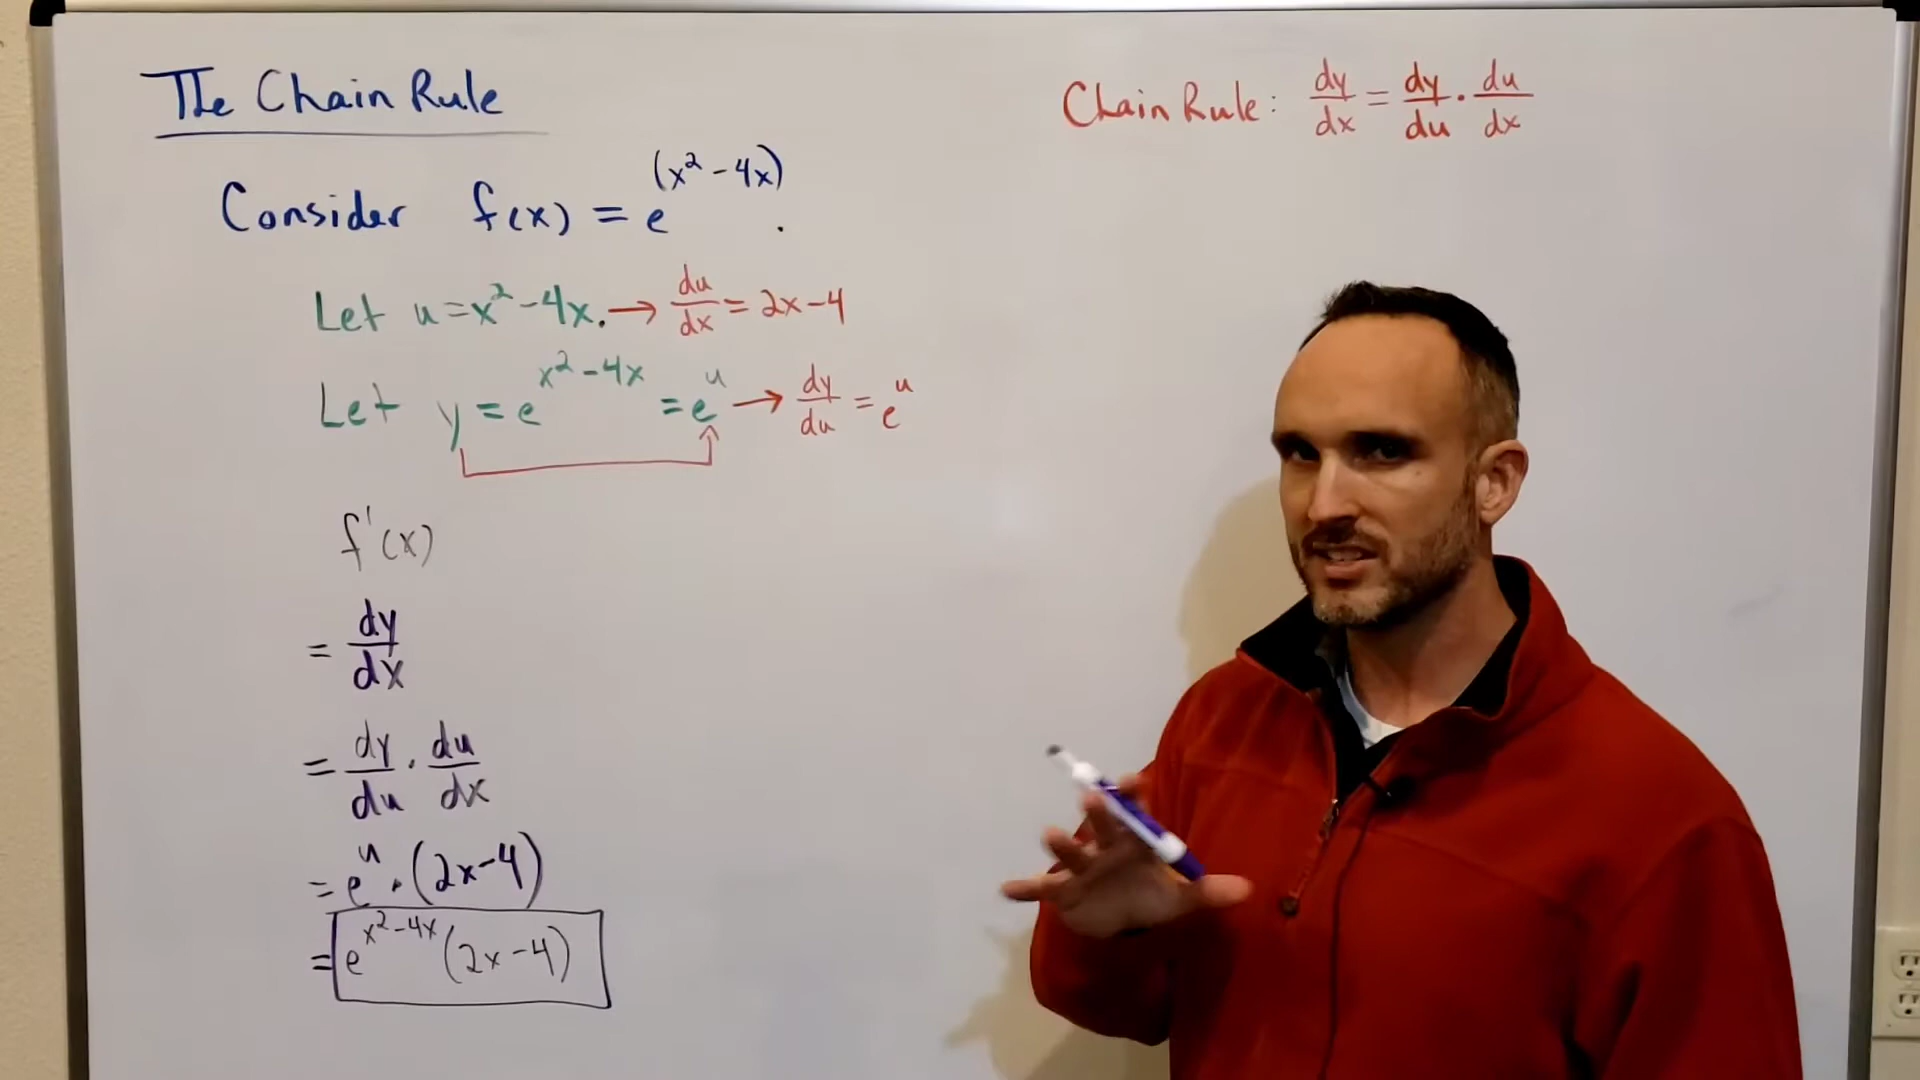 The Chain Rule
Chain Rule: dy/dx = dy/du · du/dx
Consider f(x) = e^(x² - 4x).
Let u = x² - 4x. → du/dx = 2x - 4
Let y = e^x² - 4x = e^u → dy/du = e^u
f'(x)
= dy/dx
= dy/du · du/dx
= e^u · (2x - 4)
= e^x² - 4x (2x - 4)